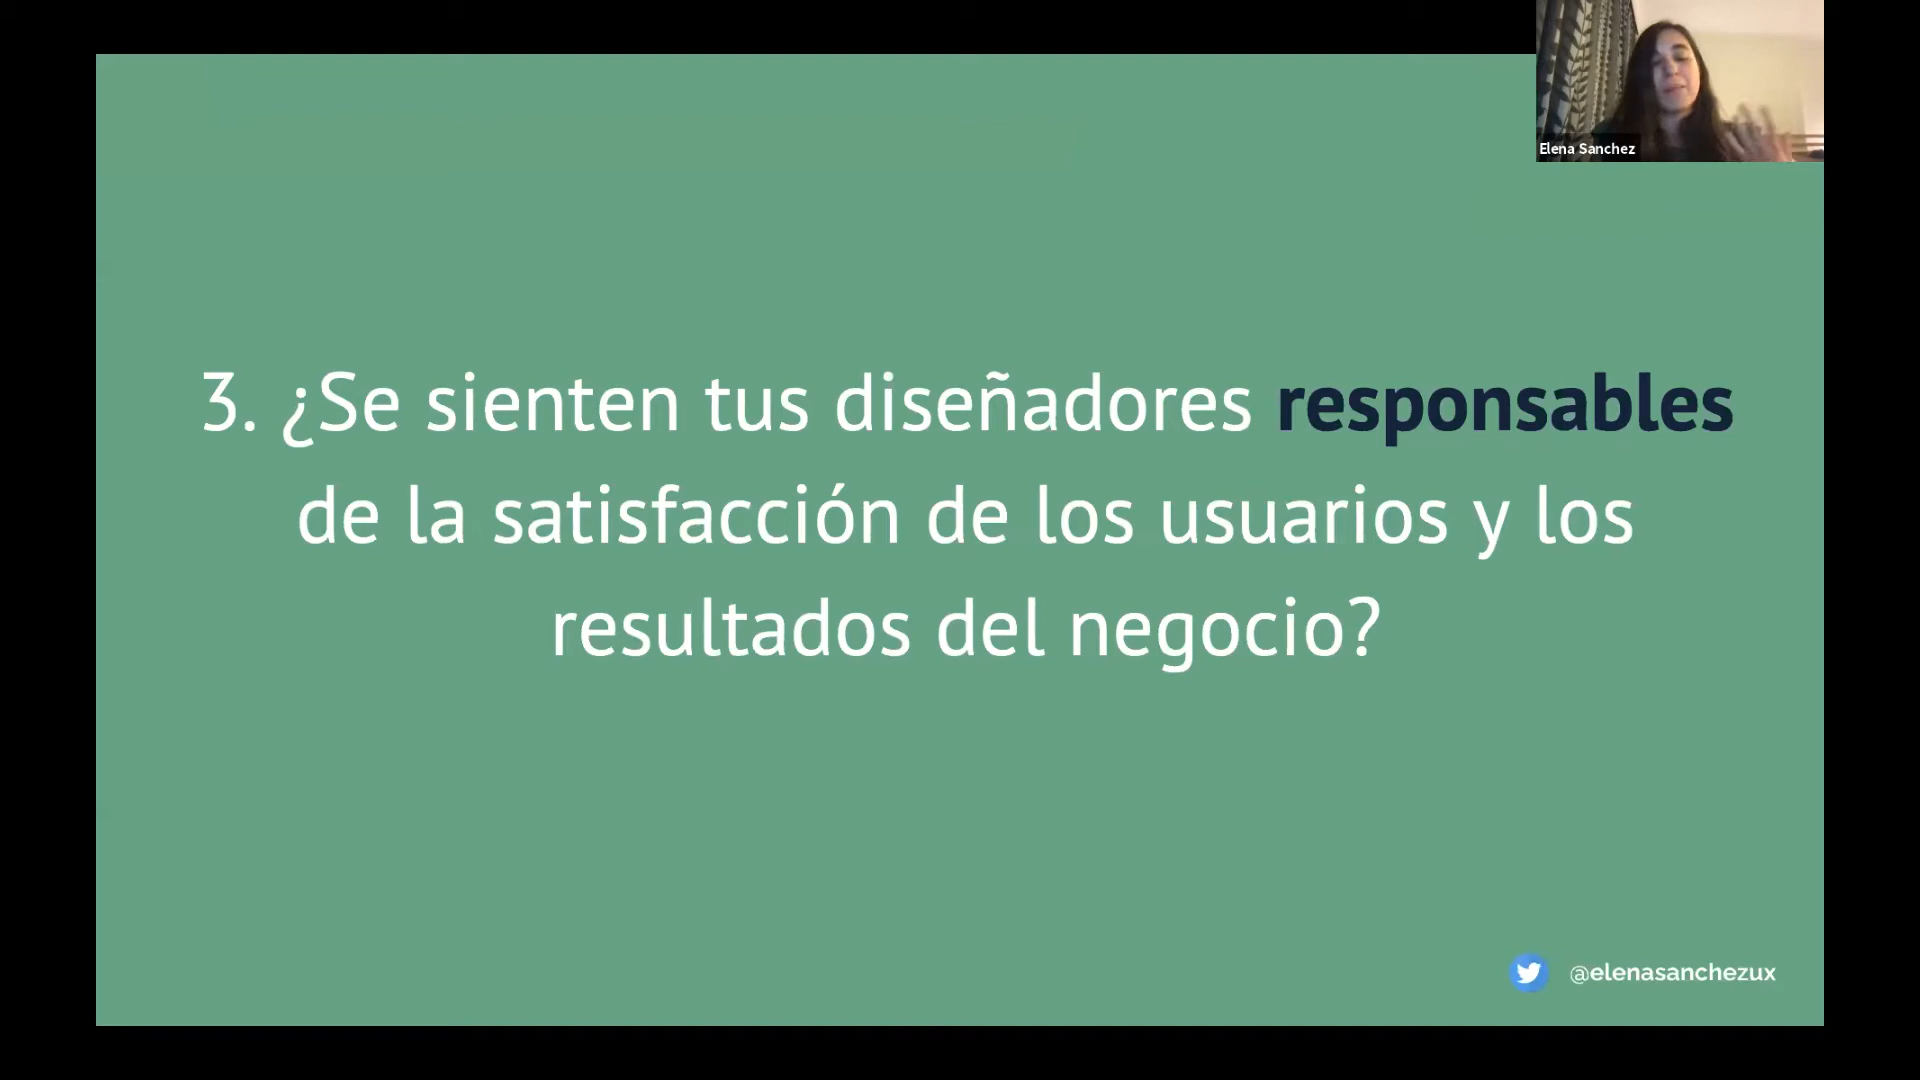 Elena Sanchez
3. ¿Se sienten tus diseñadores responsables
de la satisfacción de los usuarios y los
resultados del negocio?
@elenasanchezux